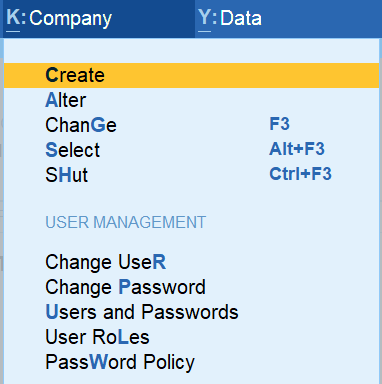 K: Company Y: Data
Create
Alter
ChanGe F3
Select Alt+F3
SHut Ctrl+F3
USER MANAGEMENT
Change UseR
Change Password
Users and Passwords
User RoLes
PassWord Policy